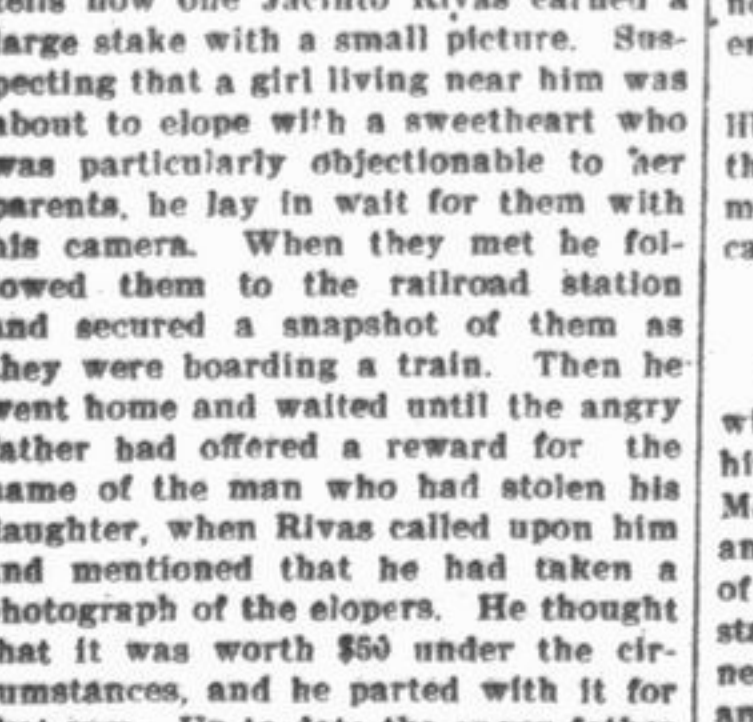 large stake with a small picture. Sus-
pecting that a girl living near him was
about to elope with a sweetheart who
was particularly objectionable to her
parents, he lay in wait for them with
his camera. When they met he fol-
lowed them to the railroad station
and secured a snapshot of them as
they were boarding a train. Then he
went home and waited until the angry
father had offered a reward for the
name of the man who had stolen his
daughter, when Rivas called upon him
and mentioned that he had taken a
photograph of the elopers. He thought
that it was worth $50 under the cir-
cumstances, and he parted with it for